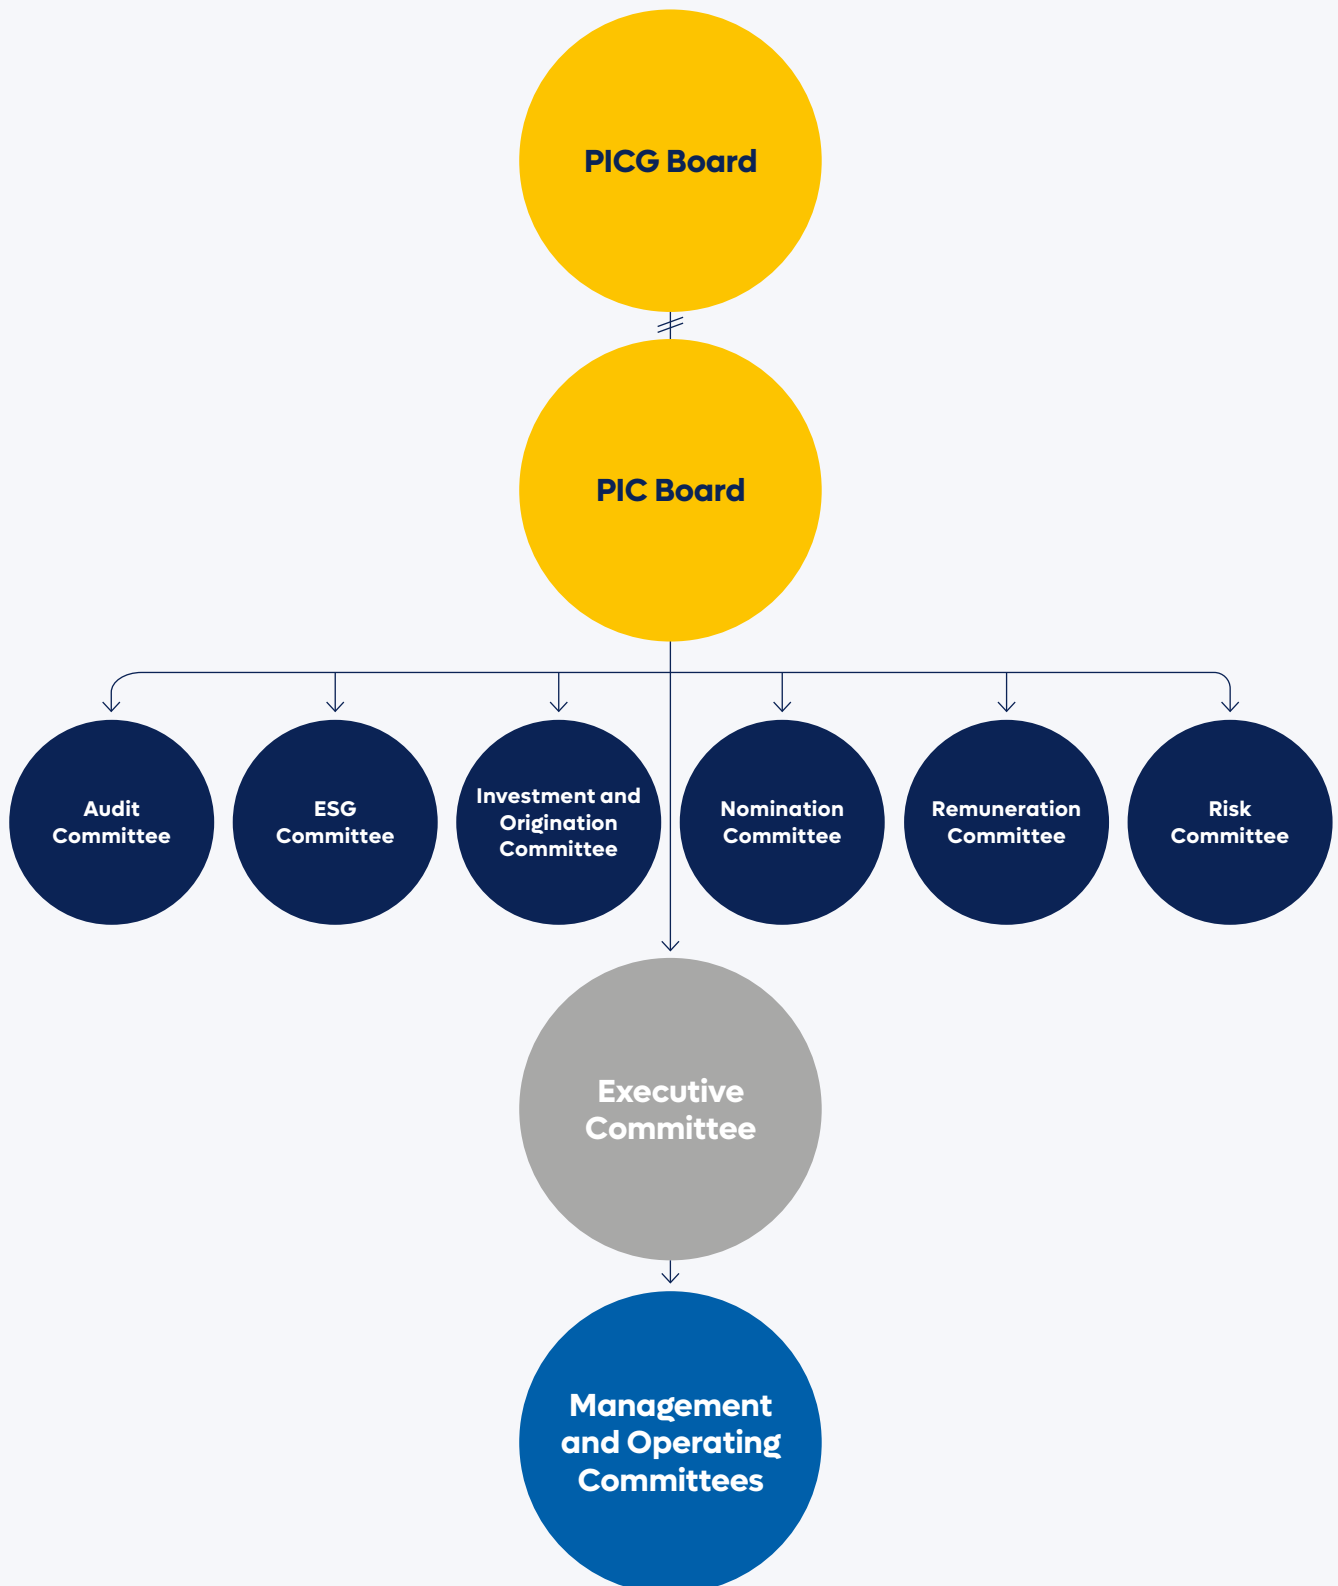 PICG Board
PIC Board
Audit
Committee
ESG
Committee
Investment and
Origination
Committee
Nomination
Committee
Remuneration
Committee
Risk
Committee
Executive
Committee
Management
and Operating
Committees